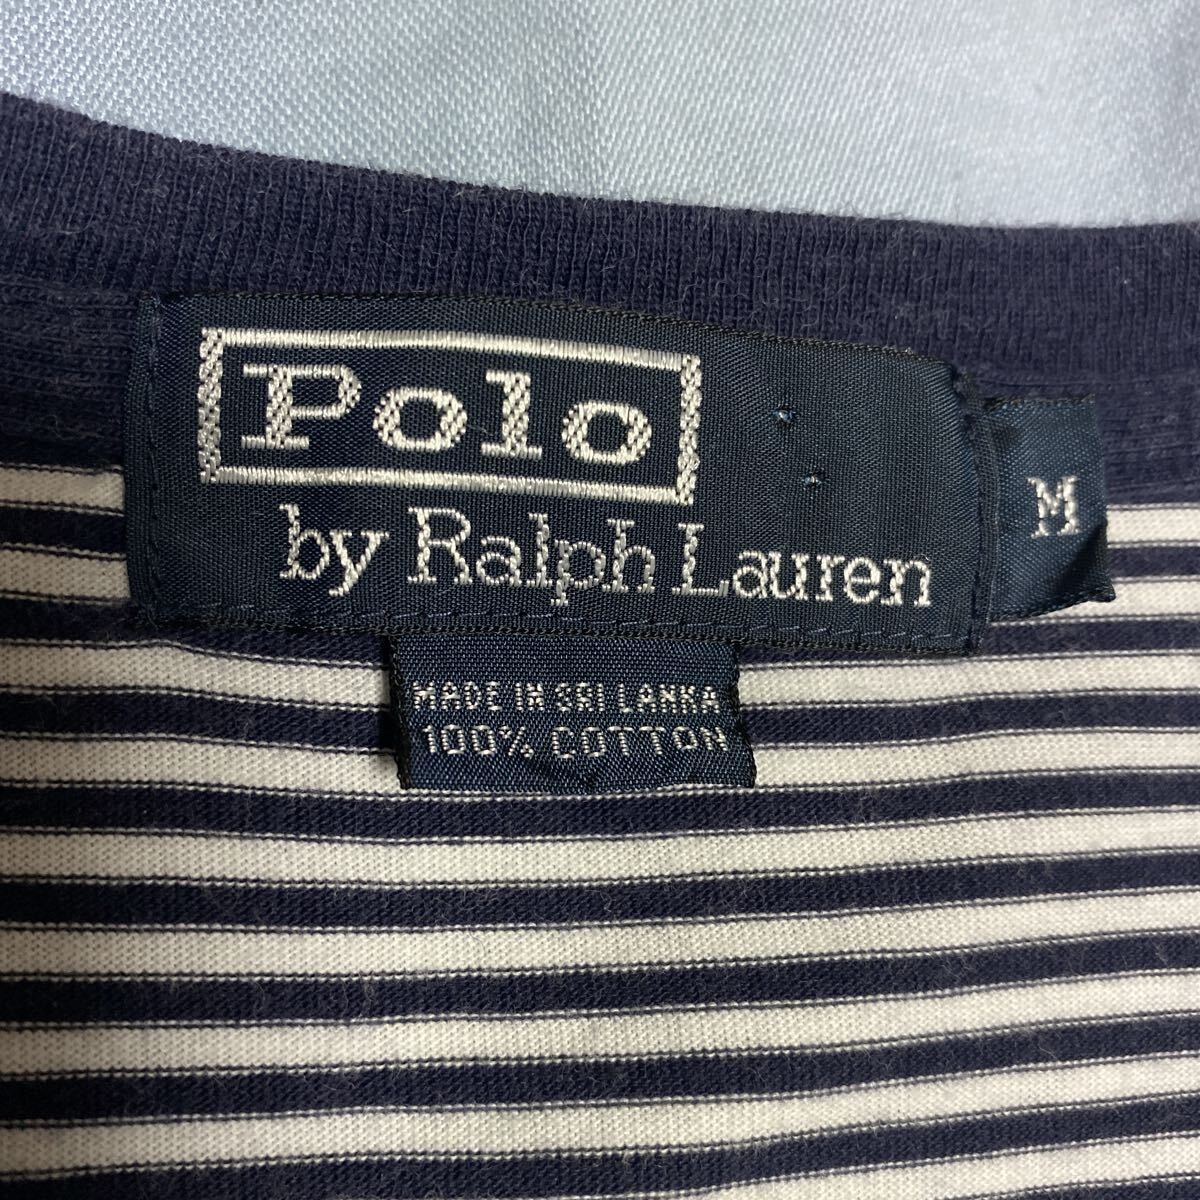 Polo
by Ralph Lauren
M
MADE IN SRI LANKA
100% COTTON